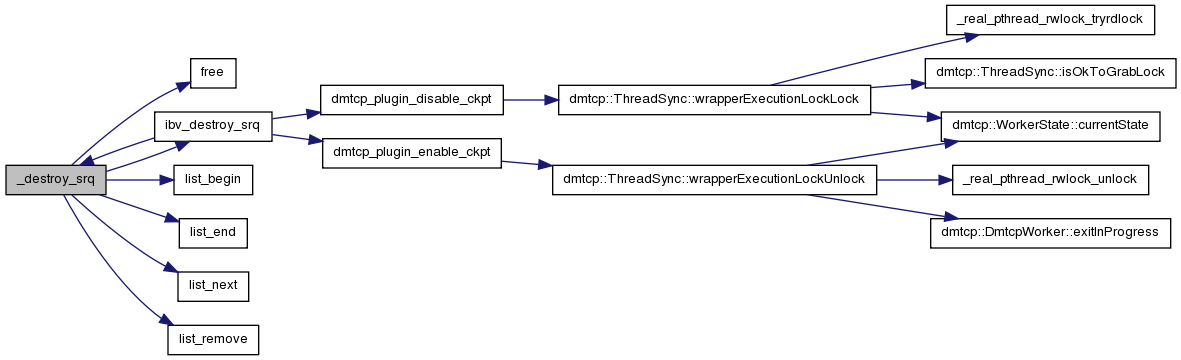 _destroy_srq
free
ibv_destroy_srq
list_begin
list_end
list_next
list_remove
dmtcp_plugin_disable_ckpt
dmtcp_plugin_enable_ckpt
dmtcp::ThreadSync::wrapperExecutionLockLock
dmtcp::ThreadSync::wrapperExecutionLockUnlock
_real_pthread_rwlock_tryrdlock
dmtcp::ThreadSync::isOkToGrabLock
dmtcp::WorkerState::currentState
_real_pthread_rwlock_unlock
dmtcp::DmtcpWorker::exitInProgress